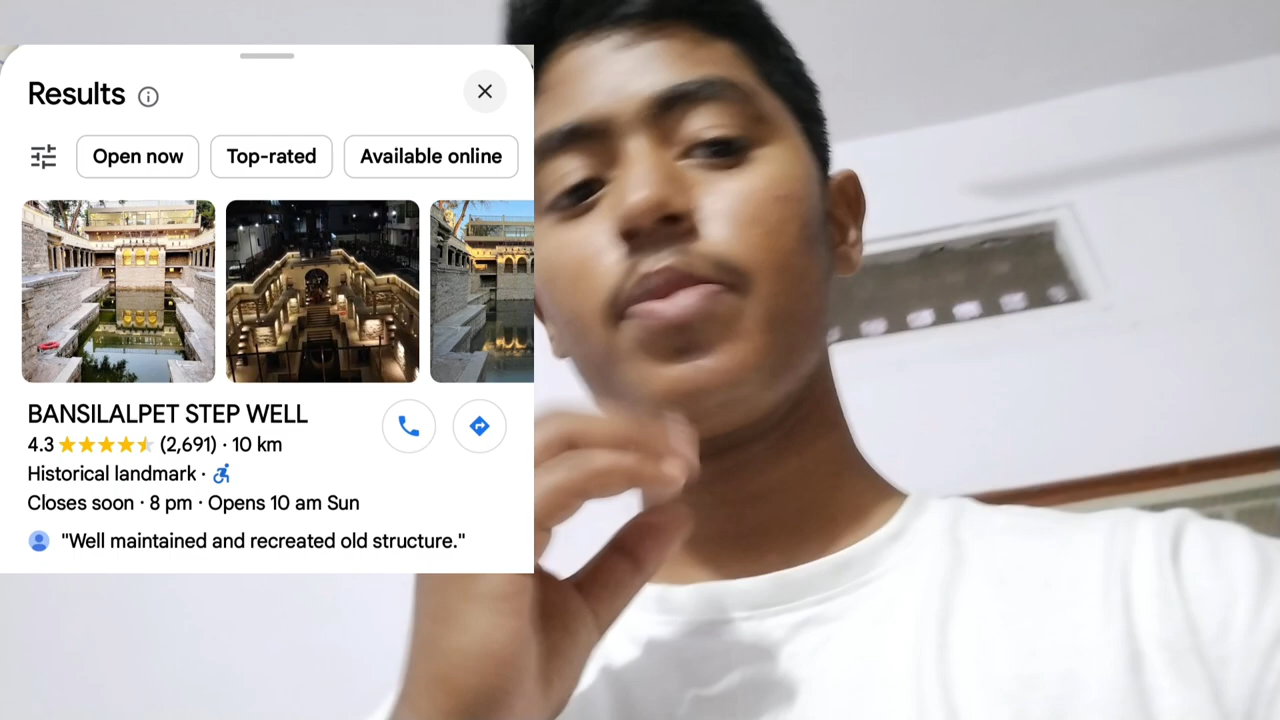 Results
Open now Top-rated Available online
BANSILALPET STEP WELL
4.3 (2,691) · 10 km
Historical landmark ·
Closes soon · 8 pm · Opens 10 am Sun
"Well maintained and recreated old structure."